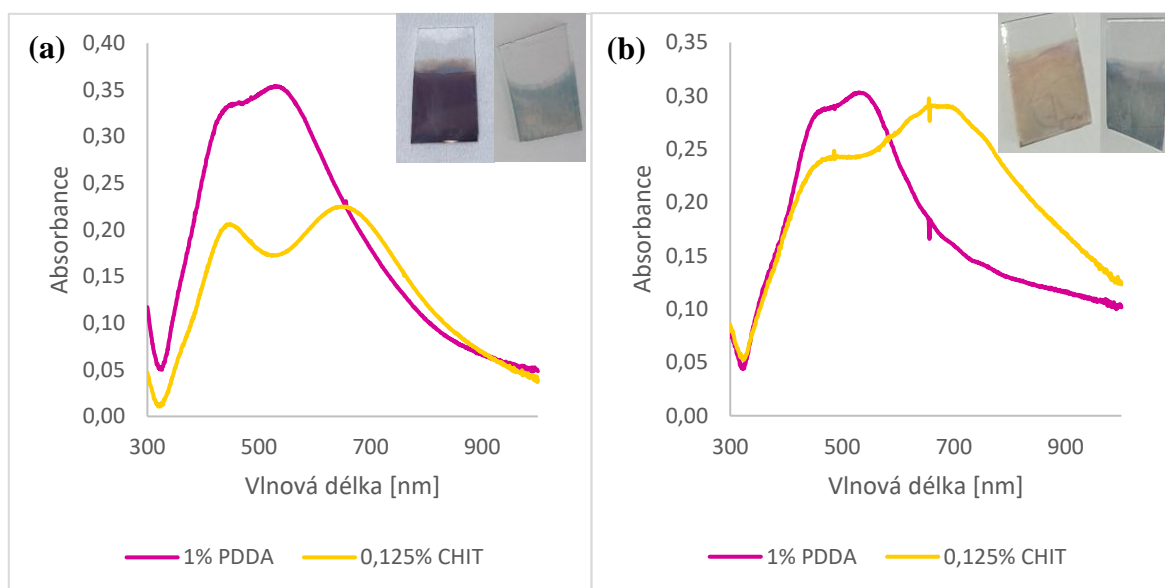 (a)
0,40
0,35
0,30
0,25
0,20
0,15
0,10
0,05
0,00
Absorbance
300 500 700 900
Vlnová délka [nm]
1% PDDA 0,125% CHIT
(b)
0,35
0,30
0,25
0,20
0,15
0,10
0,05
0,00
Absorbance
300 500 700 900
Vlnová délka [nm]
1% PDDA 0,125% CHIT